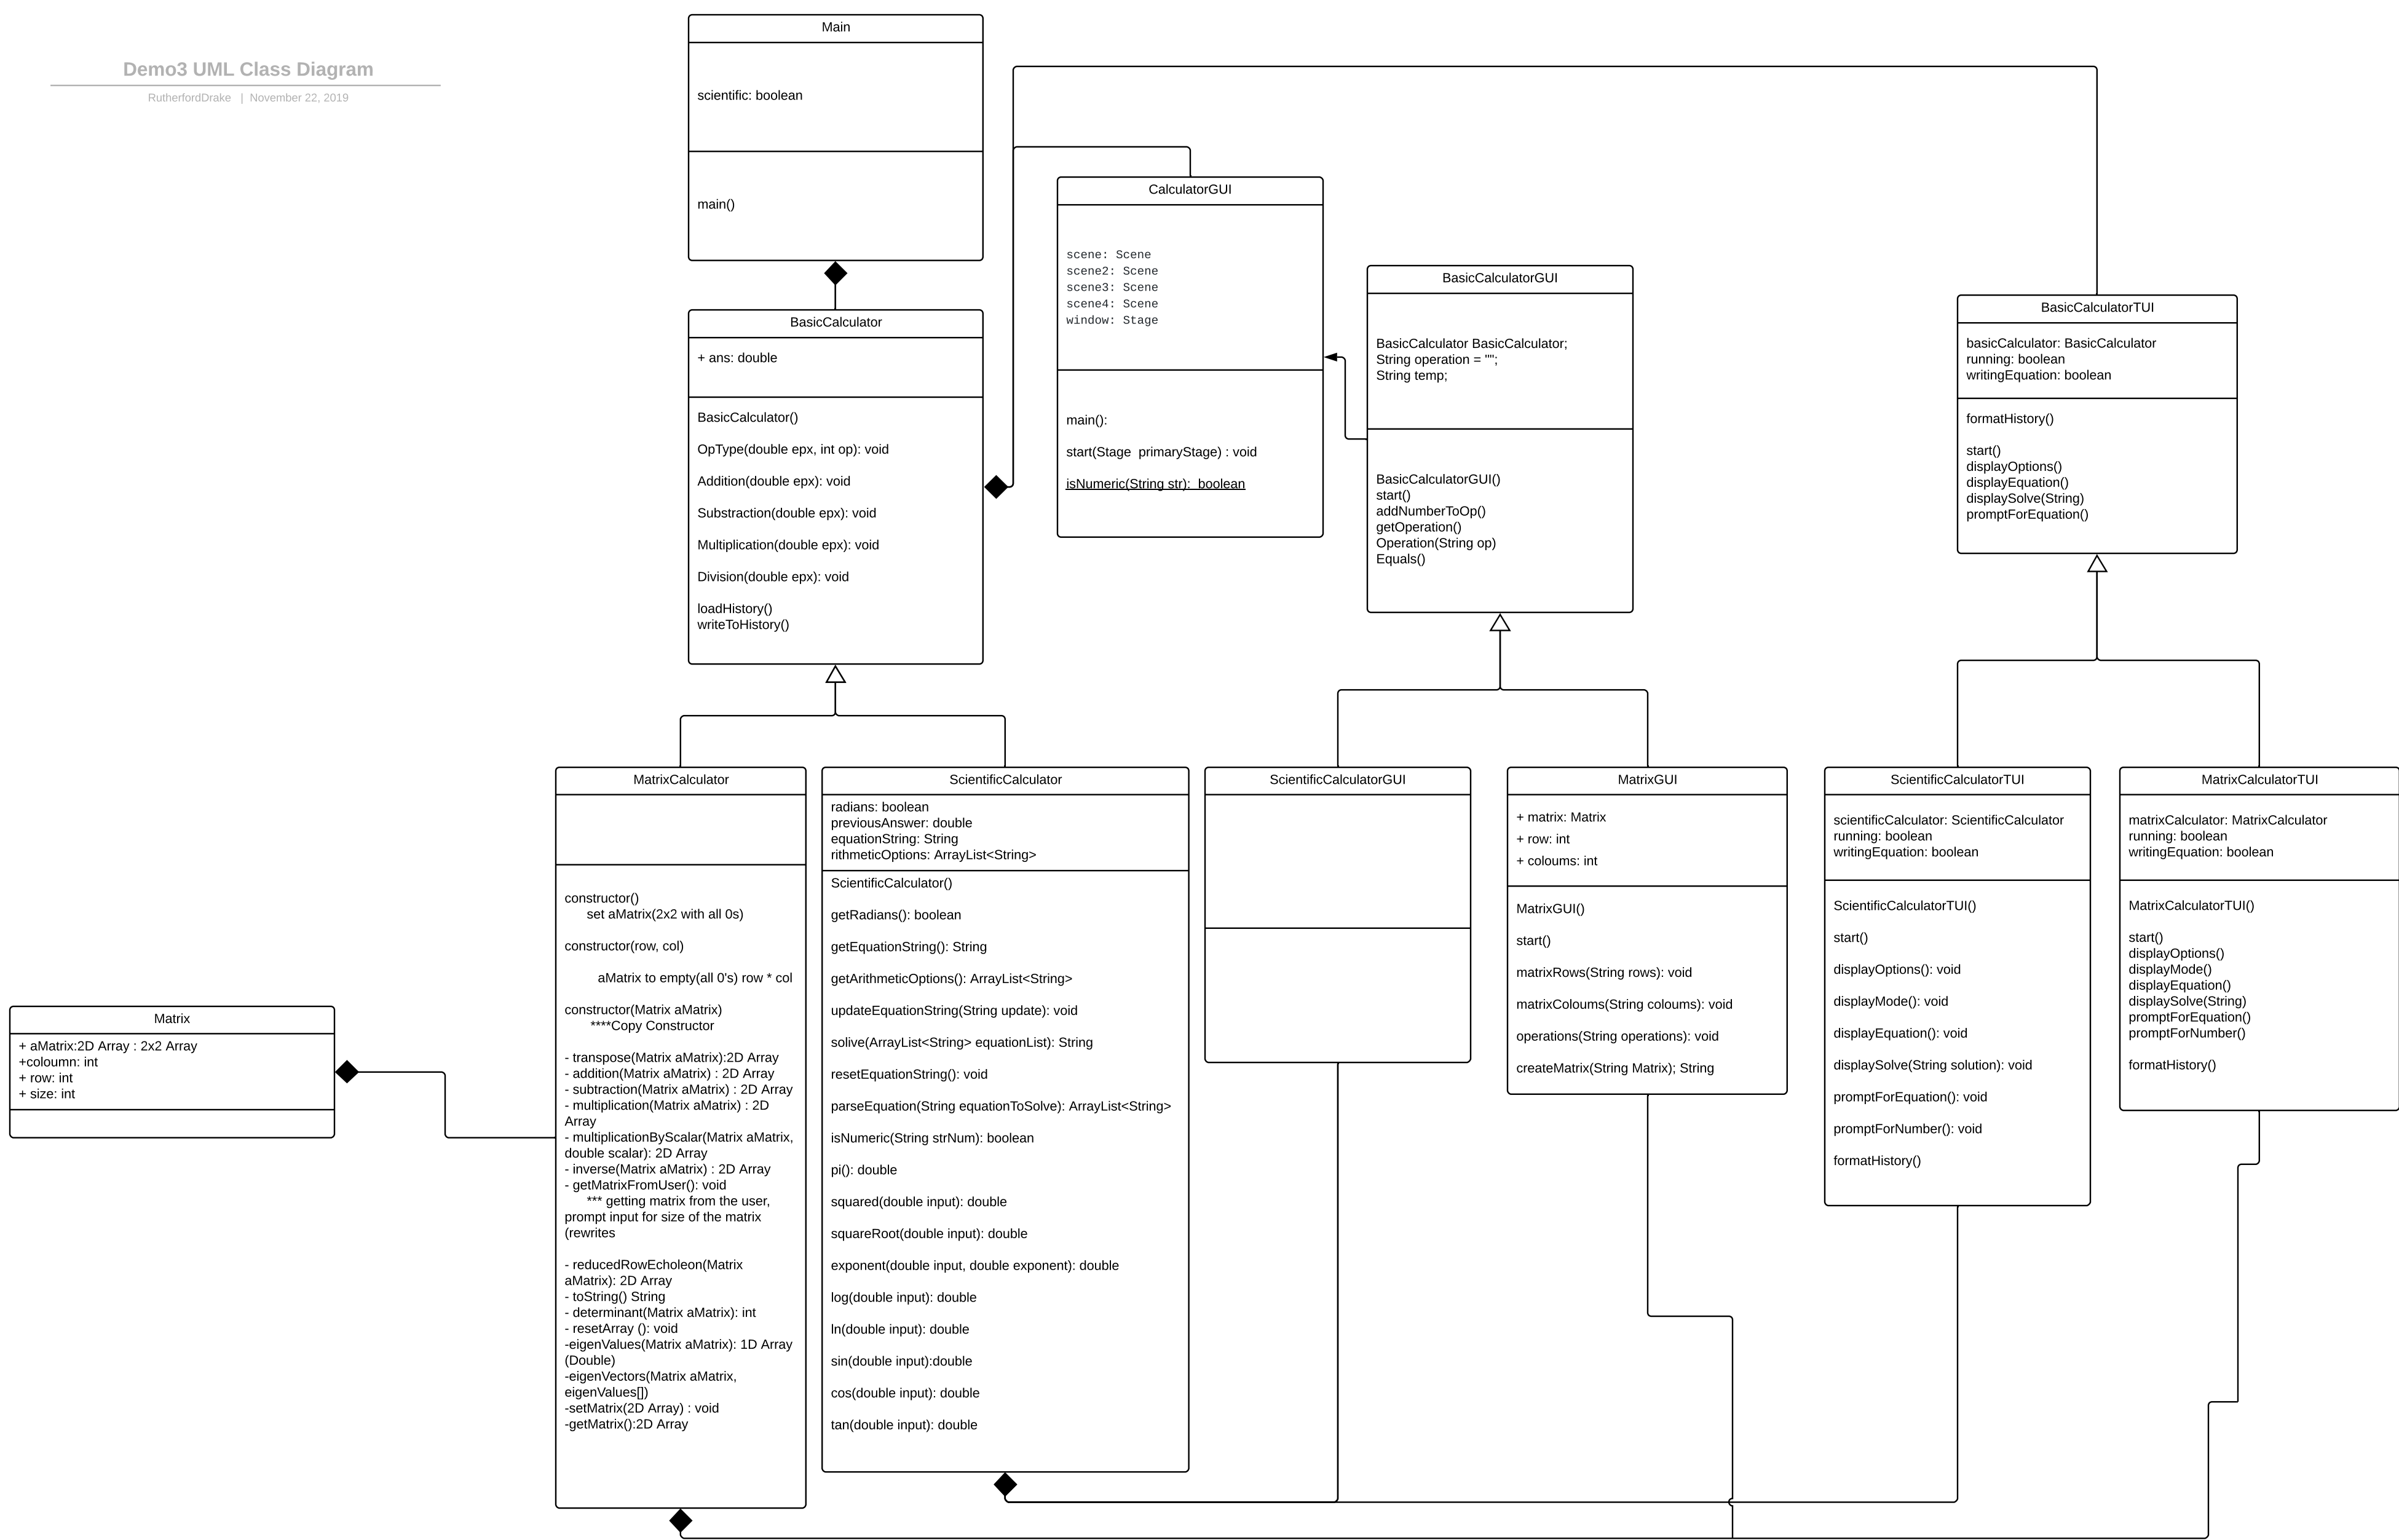 Demo3 UML Class Diagram
RutherfordDrake | November 22, 2019
Main
scientific: boolean
main()
BasicCalculator
+ ans: double
BasicCalculator()
OpType(double epx, int op): void
Addition(double epx): void
Substraction(double epx): void
Multiplication(double epx): void
Division(double epx): void
loadHistory()
writeToHistory()
CalculatorGUI
scene: Scene
scene2: Scene
scene3: Scene
scene4: Scene
window: Stage
main():
start(Stage primaryStage) : void
isNumeric(String str): boolean
BasicCalculatorGUI
BasicCalculator BasicCalculator;
String operation = "";
String temp;
BasicCalculatorGUI()
start()
addNumberToOp()
getOperation()
Operation(String op)
Equals()
BasicCalculatorTUI
basicCalculator: BasicCalculator
running: boolean
writingEquation: boolean
formatHistory()
start()
displayOptions()
displayEquation()
displaySolve(String)
promptForEquation()
Matrix
+ aMatrix:2D Array : 2x2 Array
+coloumn: int
+ row: int
+ size: int
MatrixCalculator
constructor()
set aMatrix(2x2 with all 0s)
constructor(row, col)
aMatrix to empty(all 0's) row * col
constructor(Matrix aMatrix)
****Copy Constructor
- transpose(Matrix aMatrix):2D Array
- addition(Matrix aMatrix) : 2D Array
- subtraction(Matrix aMatrix) : 2D Array
- multiplication(Matrix aMatrix) : 2D
Array
- multiplicationByScalar(Matrix aMatrix,
double scalar): 2D Array
- inverse(Matrix aMatrix) : 2D Array
- getMatrixFromUser(): void
*** getting matrix from the user,
prompt input for size of the matrix
(rewrites
- reducedRowEcholeon(Matrix
aMatrix): 2D Array
- toString() String
- determinant(Matrix aMatrix): int
- resetArray (): void
-eigenValues(Matrix aMatrix): 1D Array
(Double)
-eigenVectors(Matrix aMatrix,
eigenValues[])
-setMatrix(2D Array) : void
-getMatrix():2D Array
ScientificCalculator
radians: boolean
previousAnswer: double
equationString: String
rithmeticOptions: ArrayList<String>
ScientificCalculator()
getRadians(): boolean
getEquationString(): String
getArithmeticOptions(): ArrayList<String>
updateEquationString(String update): void
solive(ArrayList<String> equationList): String
resetEquationString(): void
parseEquation(String equationToSolve): ArrayList<String>
isNumeric(String strNum): boolean
pi(): double
squared(double input): double
squareRoot(double input): double
exponent(double input, double exponent): double
log(double input): double
ln(double input): double
sin(double input):double
cos(double input): double
tan(double input): double
ScientificCalculatorGUI
MatrixGUI
+ matrix: Matrix
+ row: int
+ coloums: int
MatrixGUI()
start()
matrixRows(String rows): void
matrixColoums(String coloums): void
operations(String operations): void
createMatrix(String Matrix); String
ScientificCalculatorTUI
scientificCalculator: ScientificCalculator
running: boolean
writingEquation: boolean
ScientificCalculatorTUI()
start()
displayOptions(): void
displayMode(): void
displayEquation(): void
displaySolve(String solution): void
promptForEquation(): void
promptForNumber(): void
formatHistory()
MatrixCalculatorTUI
matrixCalculator: MatrixCalculator
running: boolean
writingEquation: boolean
MatrixCalculatorTUI()
start()
displayOptions()
displayMode()
displayEquation()
displaySolve(String)
promptForEquation()
promptForNumber()
formatHistory()